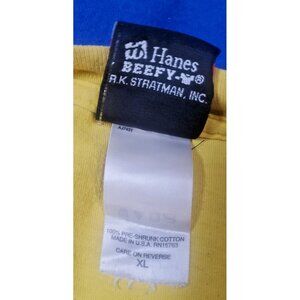 Hanes
BEEFY-T®
R.K. STRATMAN, INC.
100% PRE-SHRUNK COTTON
MADE IN U.S.A. RN15763
CARE ON REVERSE
XL